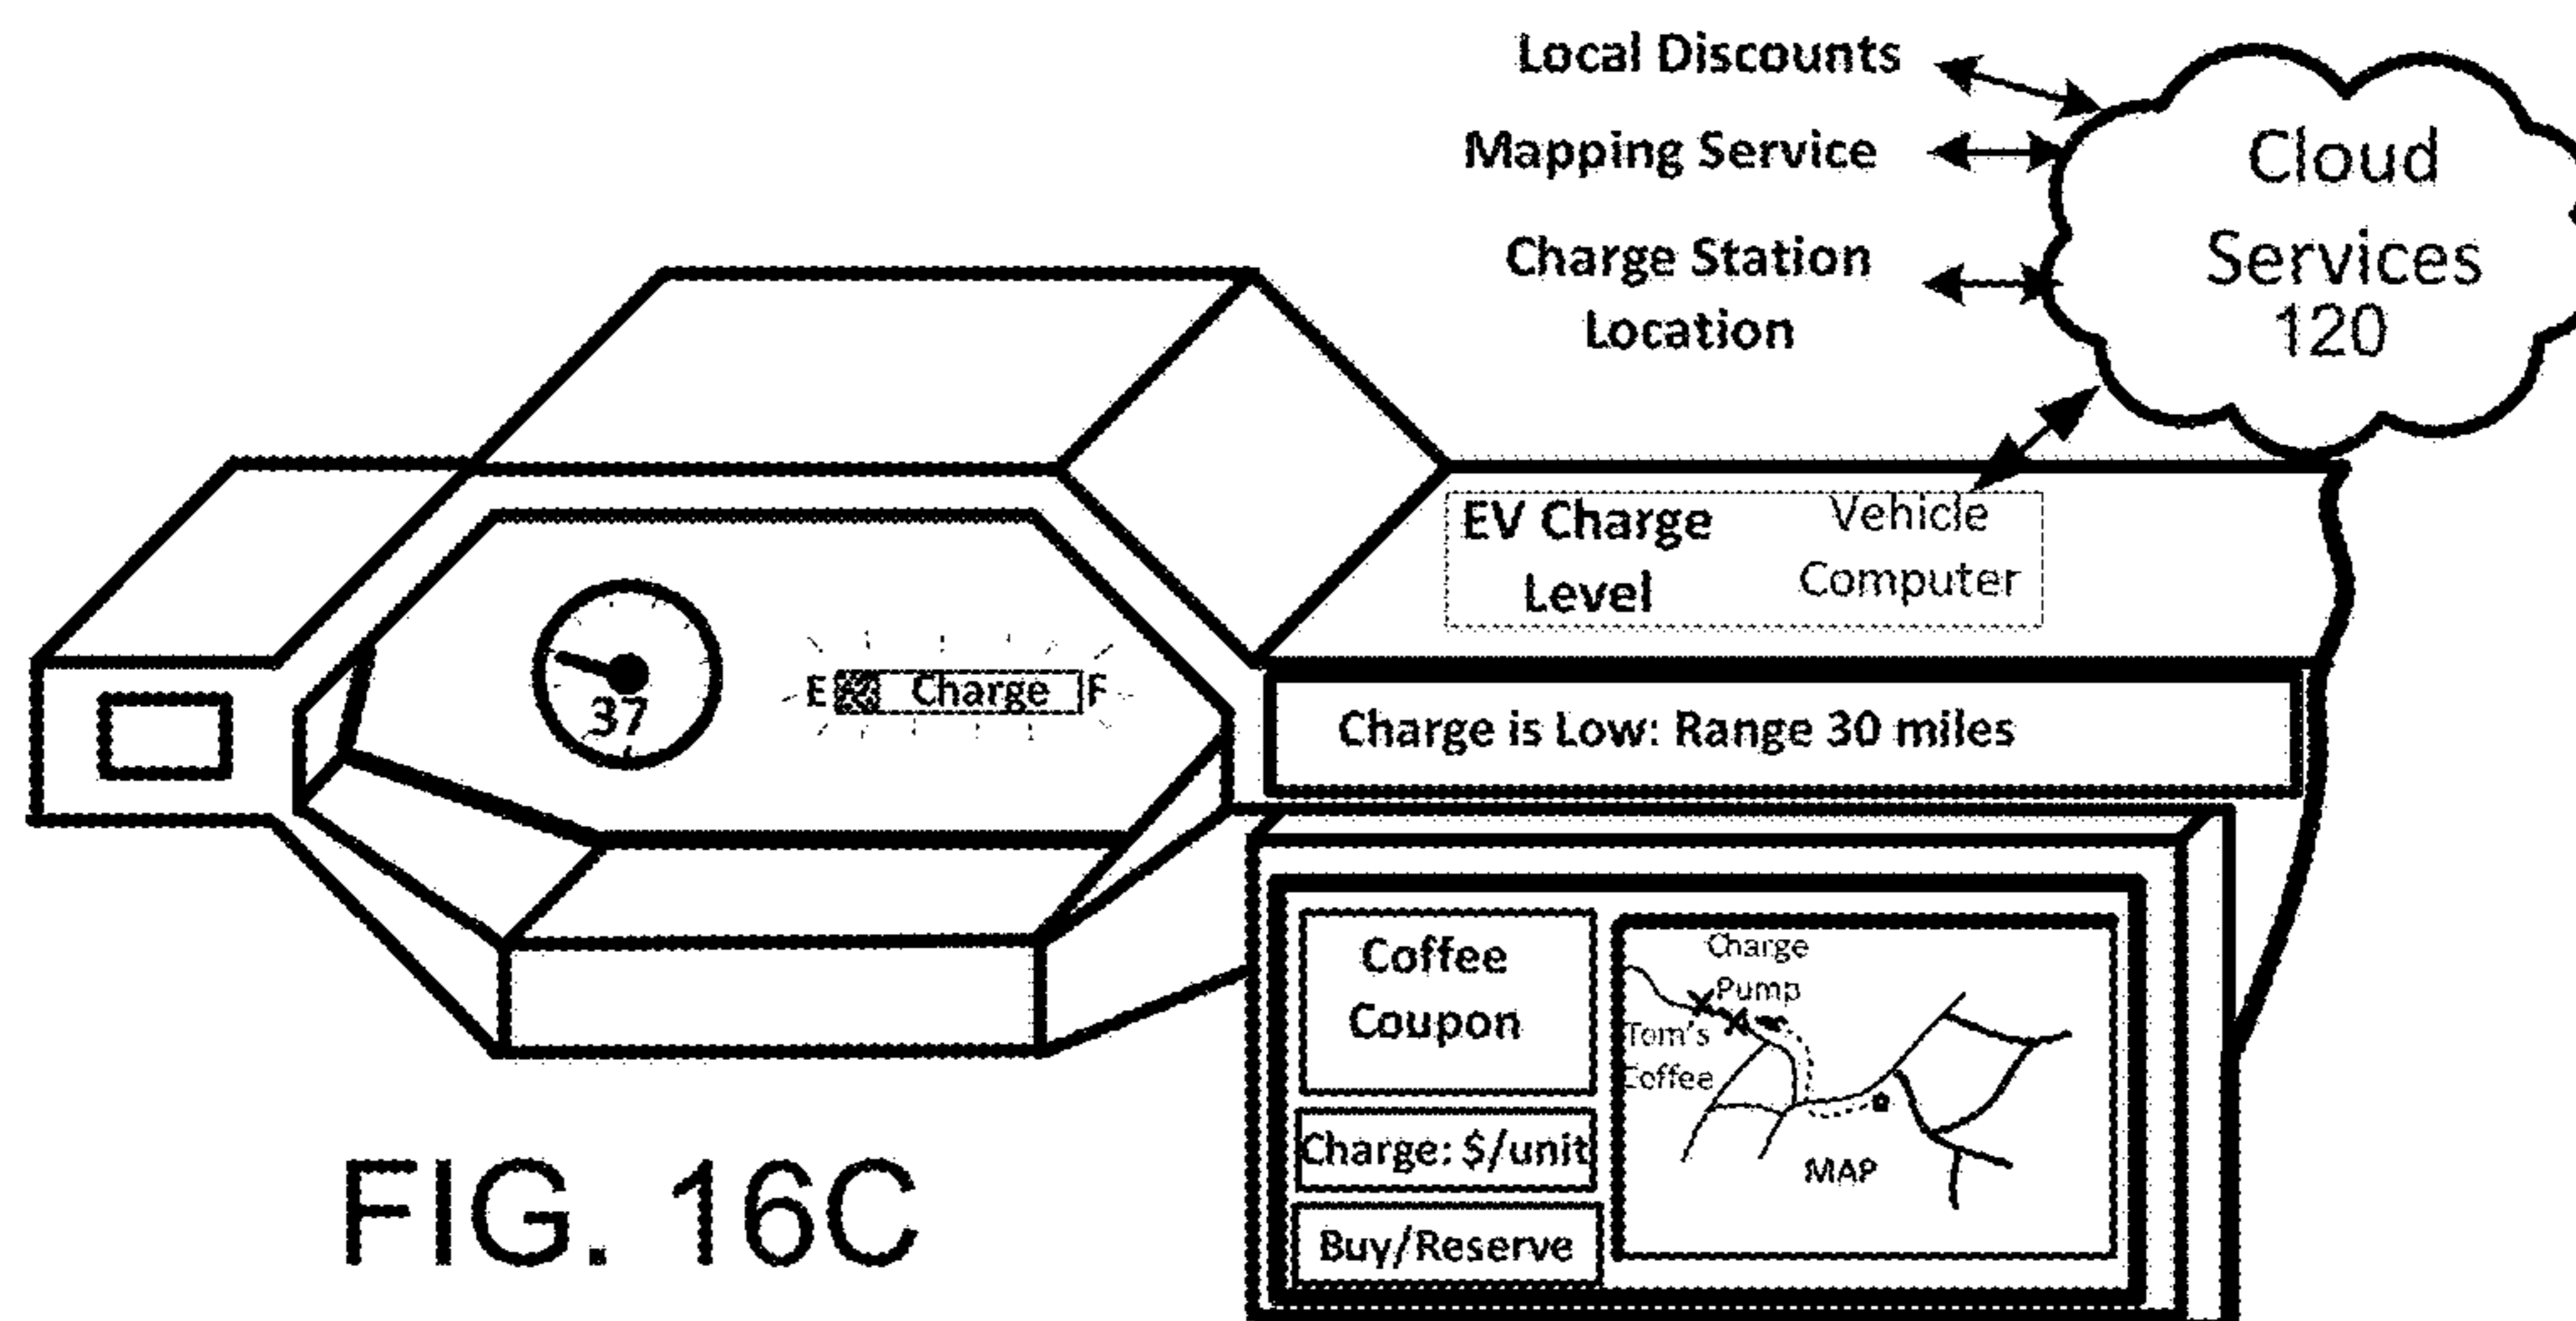 Local Discounts
Mapping Service
Charge Station
Location
Cloud
Services
120
EV Charge
Level
Vehicle
Computer
37
E Charge F
Charge is Low: Range 30 miles
Coffee
Coupon
Charge: $/unit
Buy/Reserve
Charge
Pump
Tom's
Coffee
MAP
FIG. 16C